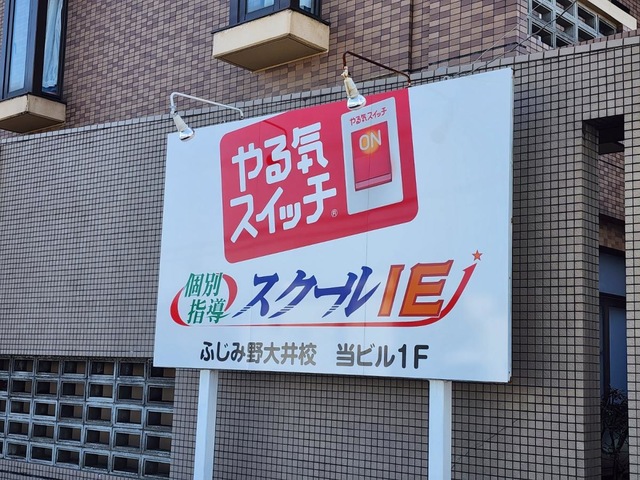 やる気
スイッチ®
やる気スイッチ
ON
個別
指導
スクールIE
ふじみ野大井校 当ビル1F